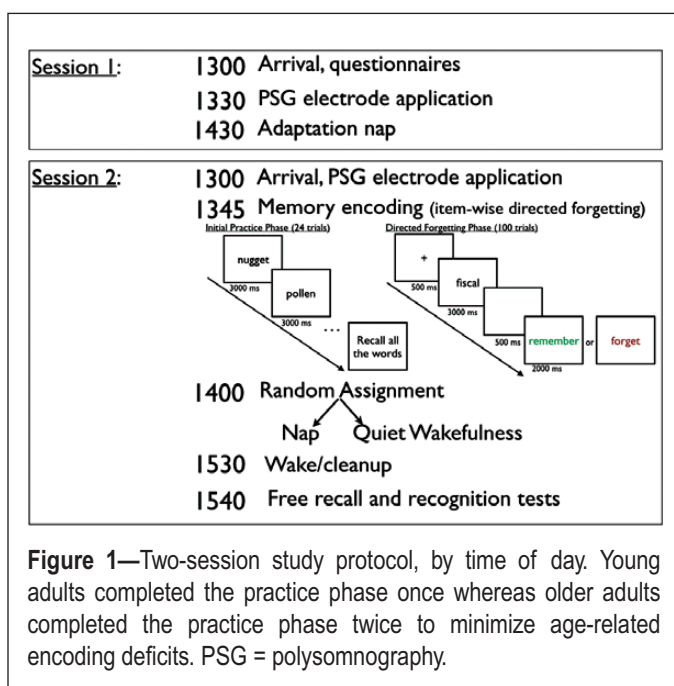 Session 1: 1300 Arrival, questionnaires
1330 PSG electrode application
1430 Adaptation nap
Session 2: 1300 Arrival, PSG electrode application
1345 Memory encoding (item-wise directed forgetting)
Initial Practice Phase (24 trials) Directed Forgetting Phase (100 trials)
nugget
3000 ms
pollen
3000 ms
...
Recall all
the words
+
500 ms
fiscal
3000 ms
500 ms
remember or forget
2000 ms
1400 Random Assignment
Nap Quiet Wakefulness
1530 Wake/cleanup
1540 Free recall and recognition tests
Figure 1—Two-session study protocol, by time of day. Young
adults completed the practice phase once whereas older adults
completed the practice phase twice to minimize age-related
encoding deficits. PSG = polysomnography.